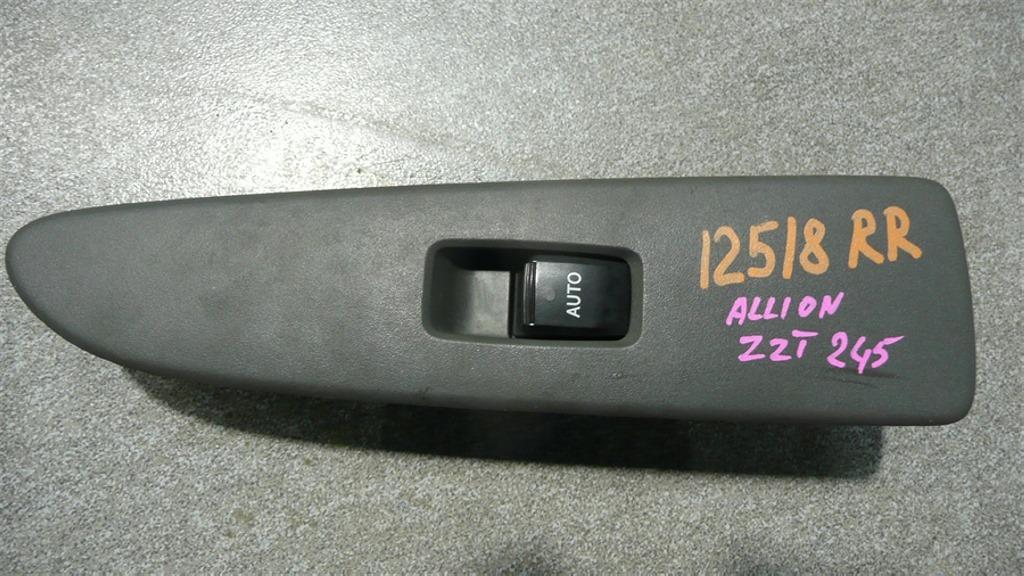 AUTO
12518 RR
ALLION
ZZT 245